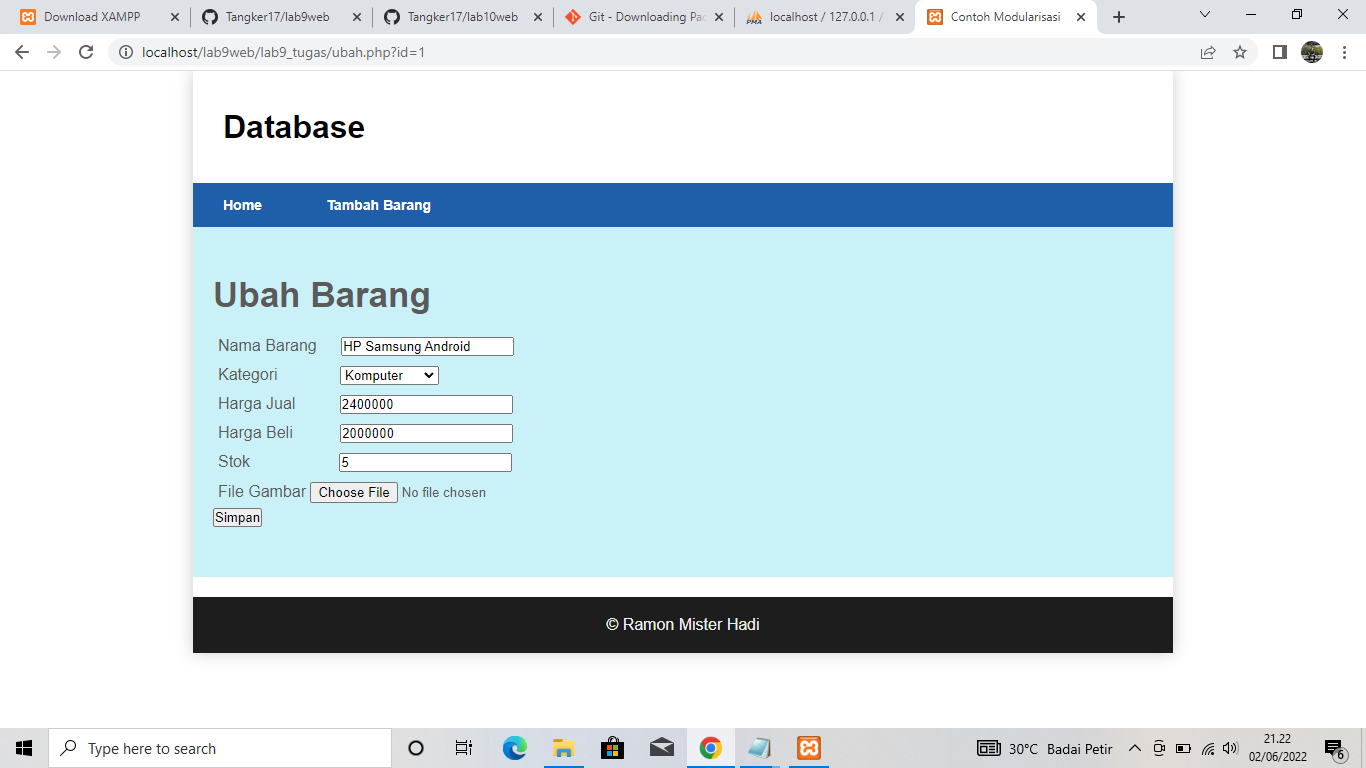 Download XAMPP
Tangker17/lab9web
Tangker17/lab10web
Git - Downloading Pac
localhost / 127.0.0.1 /
Contoh Modularisasi
localhost/lab9web/lab9_tugas/ubah.php?id=1
Database
Home Tambah Barang
Ubah Barang
Nama Barang HP Samsung Android
Kategori Komputer
Harga Jual 2400000
Harga Beli 2000000
Stok 5
File Gambar Choose File No file chosen
Simpan
© Ramon Mister Hadi
Type here to search
30°C Badai Petir
21.22
02/06/2022
6